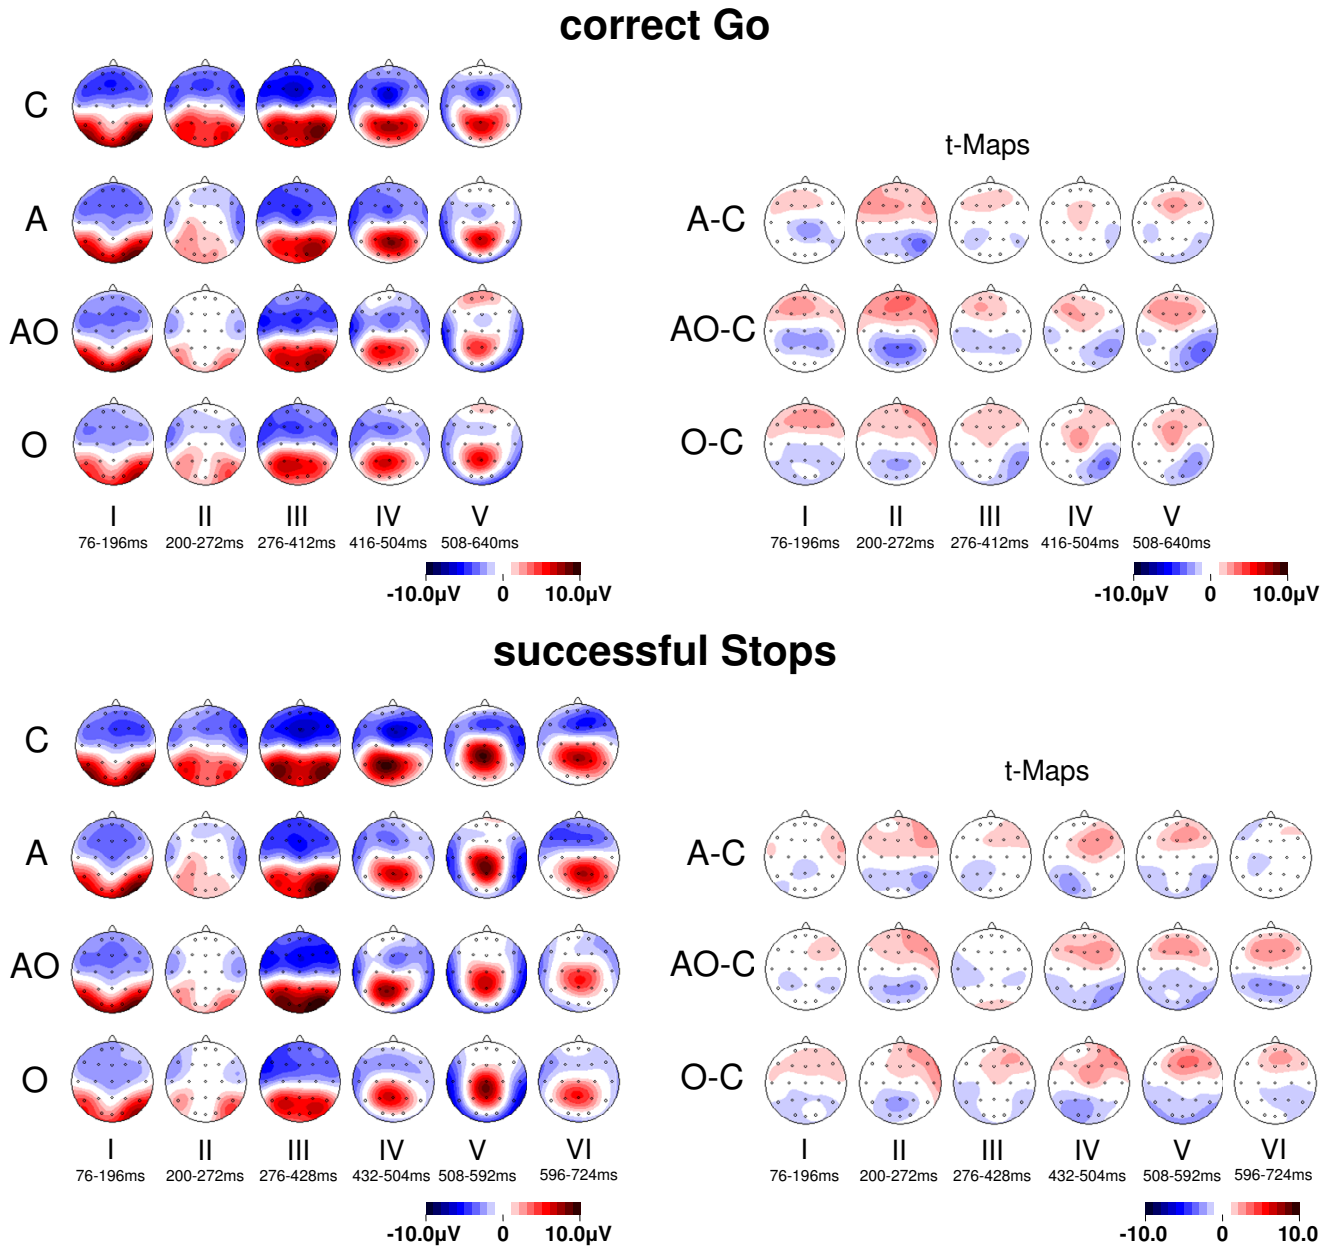 correct Go
C
A
AO
O
I II III IV V
76-196ms 200-272ms 276-412ms 416-504ms 508-640ms
-10.0µV 0 10.0µV
t-Maps
A-C
AO-C
O-C
I II III IV V
76-196ms 200-272ms 276-412ms 416-504ms 508-640ms
-10.0µV 0 10.0µV
successful Stops
C
A
AO
O
I II III IV V VI
76-196ms 200-272ms 276-428ms 432-504ms 508-592ms 596-724ms
-10.0µV 0 10.0µV
t-Maps
A-C
AO-C
O-C
I II III IV V VI
76-196ms 200-272ms 276-428ms 432-504ms 508-592ms 596-724ms
-10.0 0 10.0